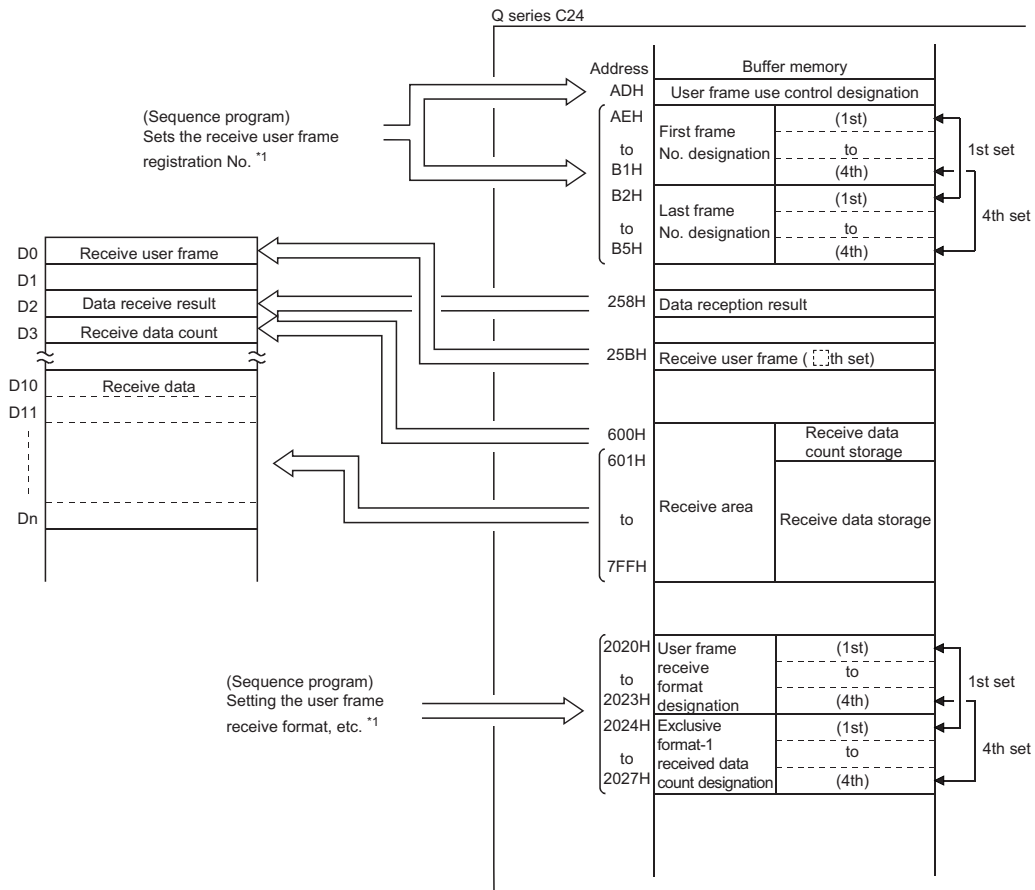 Q series C24
Address
Buffer memory
ADH
User frame use control designation
(Sequence program)
Sets the receive user frame
registration No. *1
AEH
to
B1H
First frame
No. designation
(1st)
to
(4th)
1st set
B2H
to
B5H
Last frame
No. designation
(1st)
to
(4th)
4th set
D0
Receive user frame
D1
D2
Data receive result
258H
Data reception result
D3
Receive data count
25BH
Receive user frame ( th set)
D10
Receive data
D11
Dn
600H
Receive data
count storage
601H
to
7FFH
Receive area
Receive data storage
(Sequence program)
Setting the user frame
receive format, etc. *1
2020H
to
2023H
User frame
receive
format
designation
(1st)
to
(4th)
1st set
2024H
to
2027H
Exclusive
format-1
received data
count designation
(1st)
to
(4th)
4th set